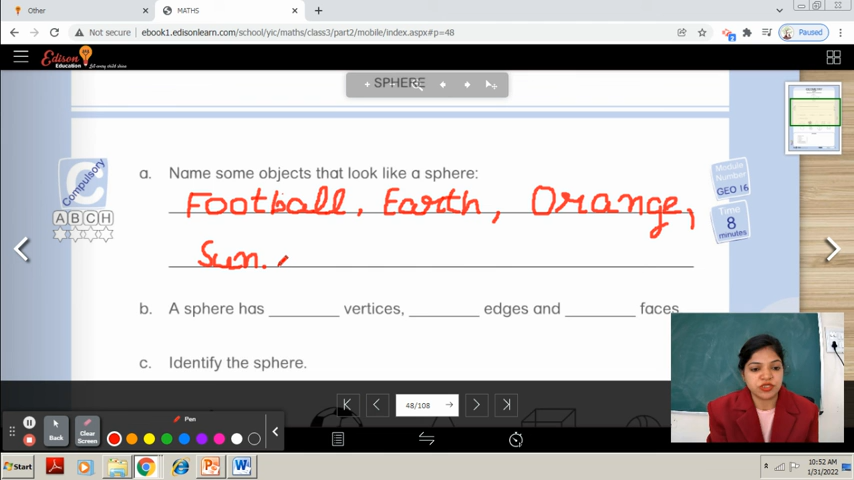 Other
MATHS
Not secure
ebook1.edisonlearn.com/school/yic/maths/class3/part2/mobile/index.aspx#p=48
Paused
Edison
Education
SPHERE
C
Compulsory
A B C H
a. Name some objects that look like a sphere:
Football, Earth, Orange,
Sun.
Module
Number
GEO 16
Time
8
minutes
b. A sphere has ________ vertices, ________ edges and ________ faces
c. Identify the sphere.
48/108
Pen
Back
Clear
Screen
Start
10:52 AM
1/31/2022